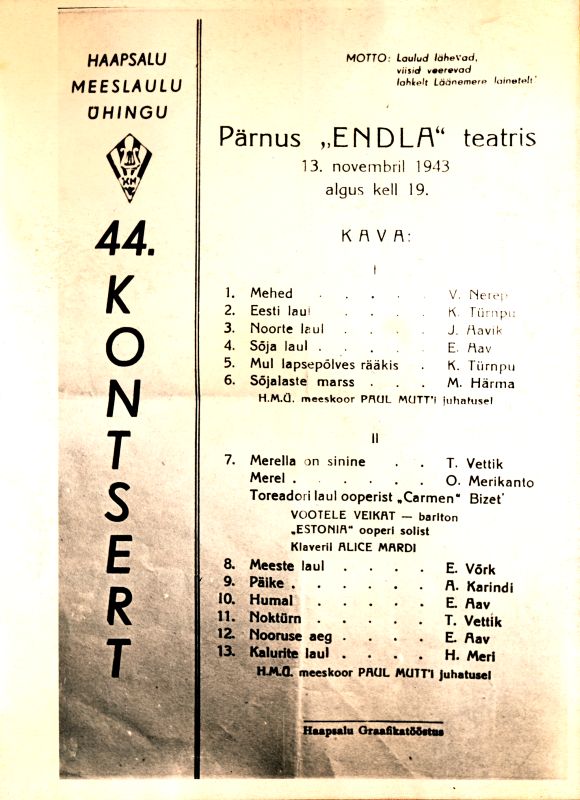 HAAPSALU
MEESLAULU
ÜHINGU
44.
KONTSERT
MOTTO: Laulud lähevad,
viisid veerevad
lahkelt Läänemere lainetelt
Pärnus „ENDLA“ teatris
13. novembril 1943
algus kell 19.
KAVA:
I
1. Mehed . . . . . V. Nerep
2. Eesti laul . . . . K. Türnpu
3. Noorte laul . . . . J. Aavik
4. Sõja laul . . . . . E. Aav
5. Mul lapsepõlves rääkis . . K. Türnpu
6. Sõjalaste marss . . . M. Härma
H.M.Ü. meeskoor PAUL MUTT'i juhatusel
II
7. Merella on sinine . . T. Vettik
Merel . . . . . . O. Merikanto
Toreadori laul ooperist „Carmen“ Bizet'
VOOTELE VEIKAT — bariton
„ESTONIA“ ooperi solist
Klaveril ALICE MARDI
8. Meeste laul . . . . E. Võrk
9. Päike . . . . . . A. Karindi
10. Humal . . . . . E. Aav
11. Noktürn . . . . . T. Vettik
12. Nooruse aeg . . . . E. Aav
13. Kalurite laul . . . . H. Meri
H.M.Ü. meeskoor PAUL MUTT'i juhatusel
Haapsalu Graafikatööstus